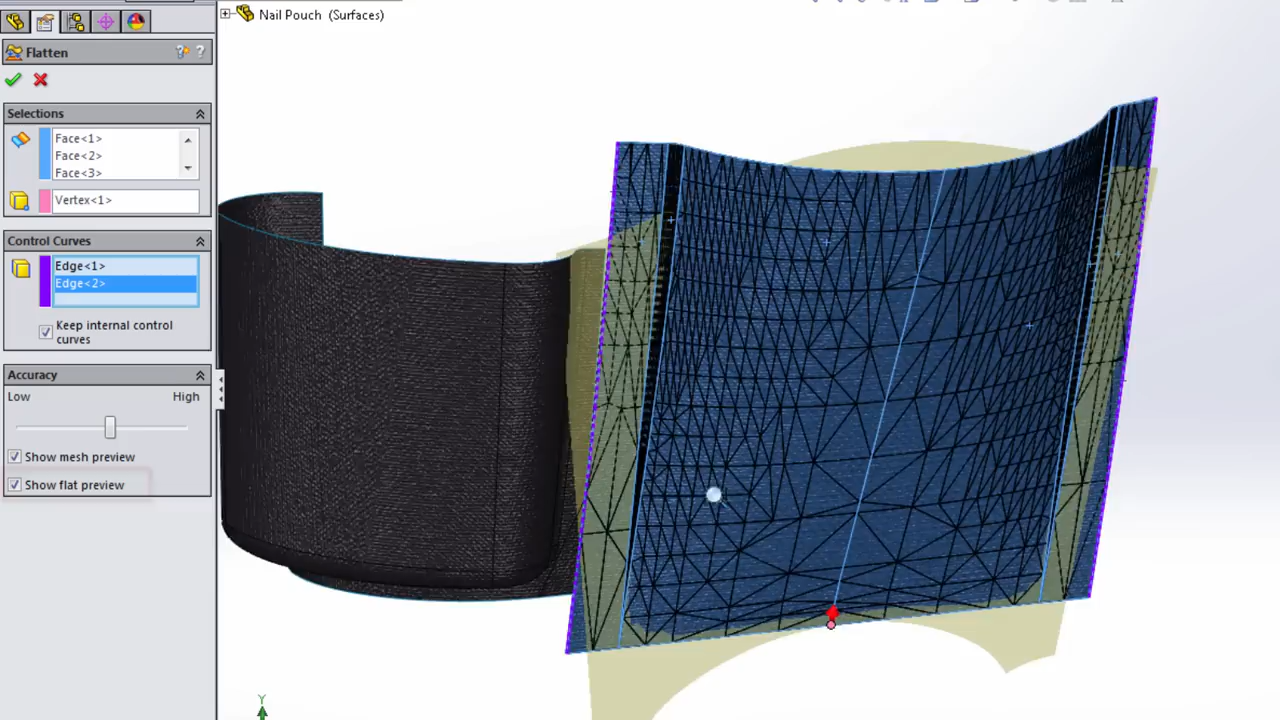 Nail Pouch (Surfaces)
Flatten
Selections
Face<1>
Face<2>
Face<3>
Vertex<1>
Control Curves
Edge<1>
Edge<2>
Keep internal control
curves
Accuracy
Low High
Show mesh preview
Show flat preview
Y